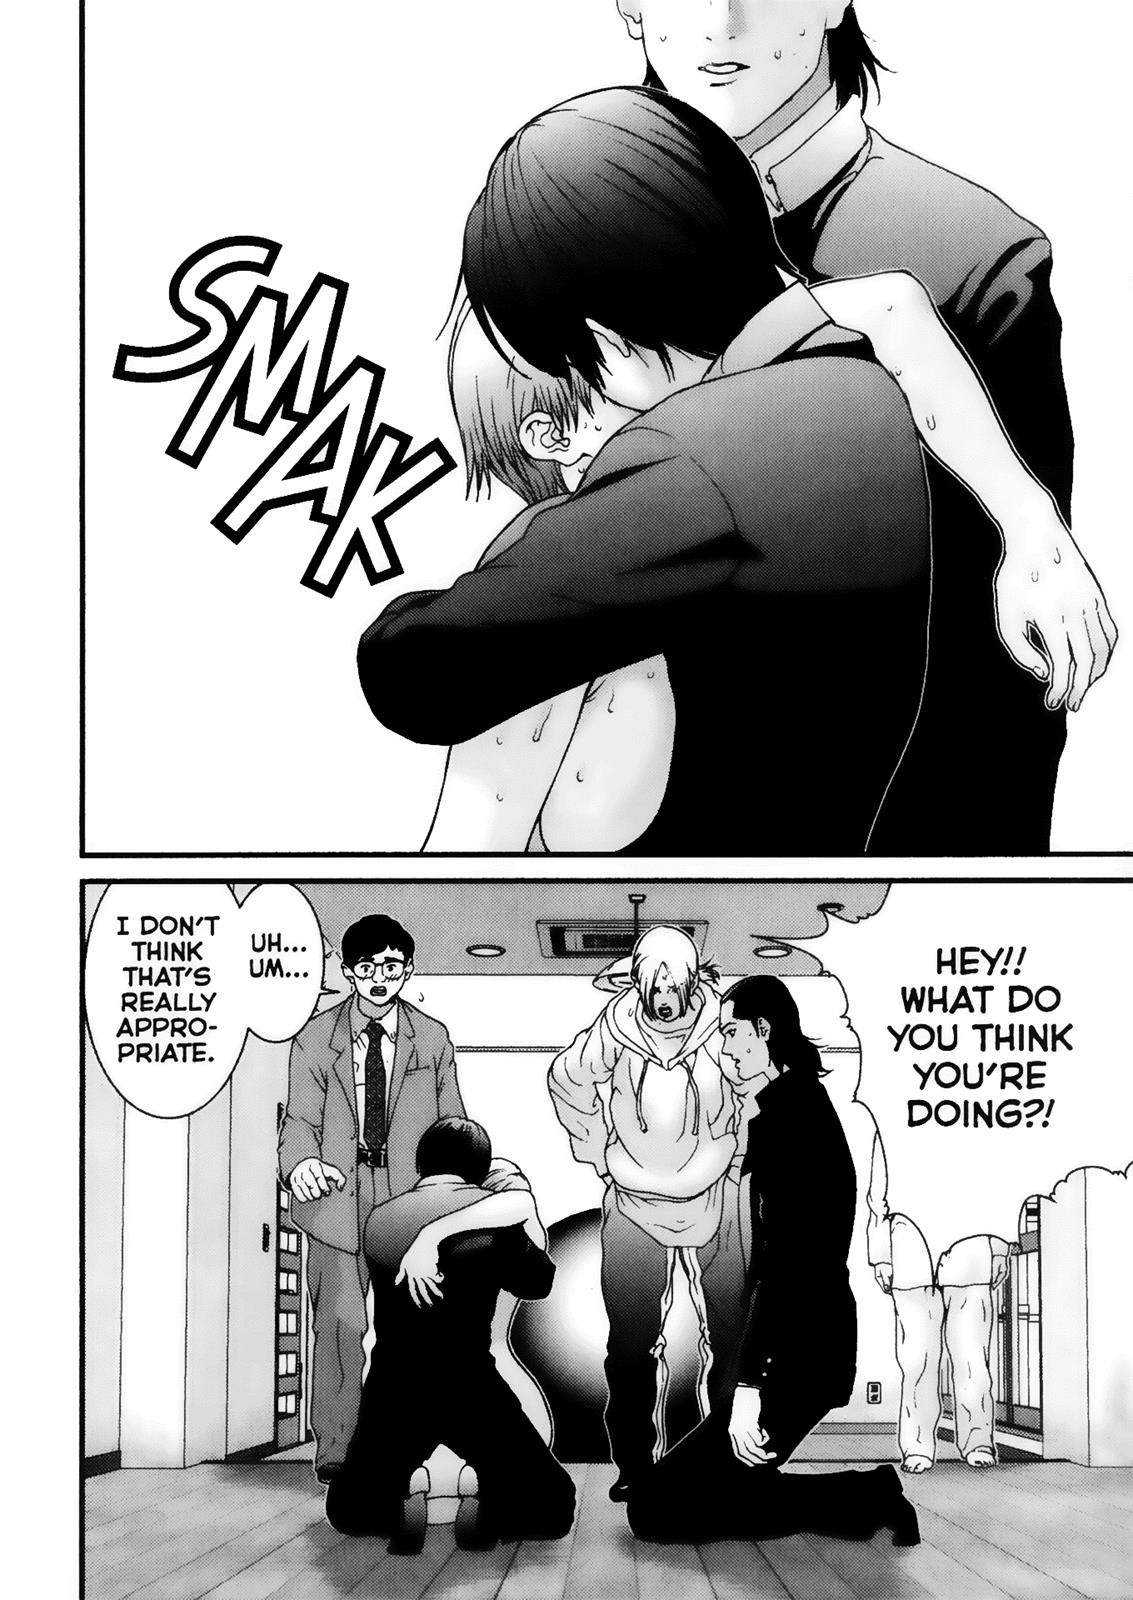 SMAK
HEY!!
WHAT DO
YOU THINK
YOU'RE
DOING?!
UH...
UM...
I DON'T
THINK
THAT'S
REALLY
APPRO-
PRIATE.